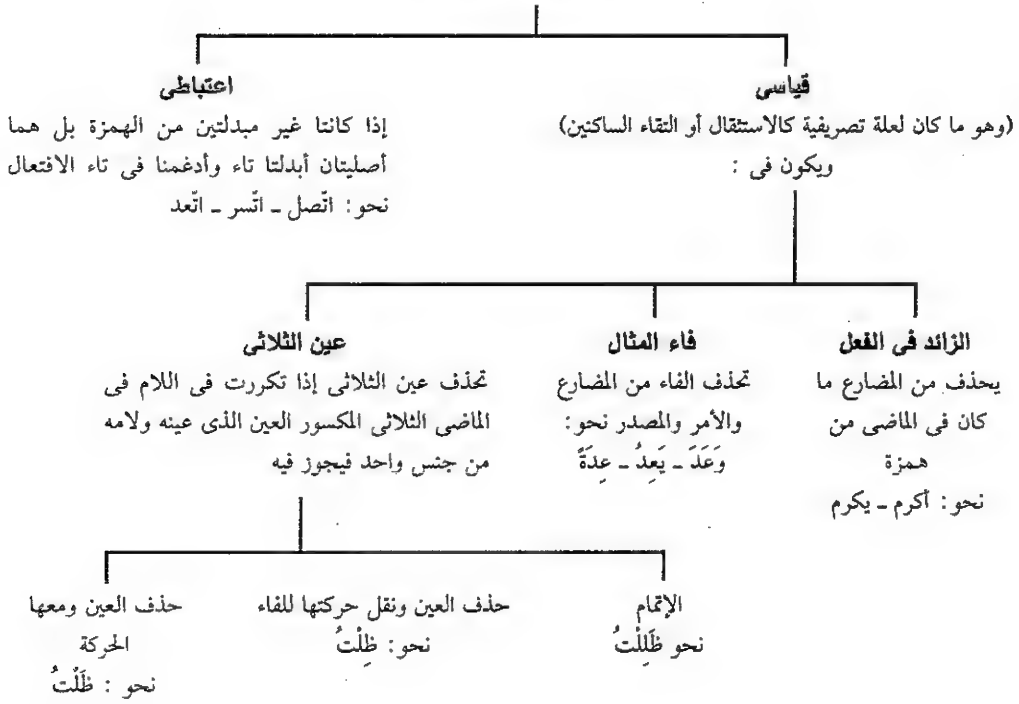 قياسى
(وهو ما كان لعلة تصريفية كالاستثقال أو التقاء الساكنين)
ويكون فى :
اعتباطى
إذا كانتا غير مبدلتين من الهمزة بل هما
أصليتان أبدلتا تاء وأدغمنا فى تاء الافتعال
نحو : اتّصل ـ اتّسر ـ اتّعد
الزائد فى الفعل
يحذف من المضارع ما
كان فى الماضى من
همزة
نحو : أكرم ـ يكرم
فاء المثال
تحذف الفاء من المضارع
والأمر والمصدر نحو :
وَعَدَ ـ يَعِدُ ـ عِدَةً
عين الثلاثى
تحذف عين الثلاثى إذا تكررت فى اللام فى
الماضى الثلاثى المكسور العين الذى عينه ولامه
من جنس واحد فيجوز فيه
الإتمام
نحو ظَلِلْتُ
حذف العين ونقل حركتها للفاء
نحو : ظِلْتُ
حذف العين ومعها
الحركة
نحو : ظَلْتُ